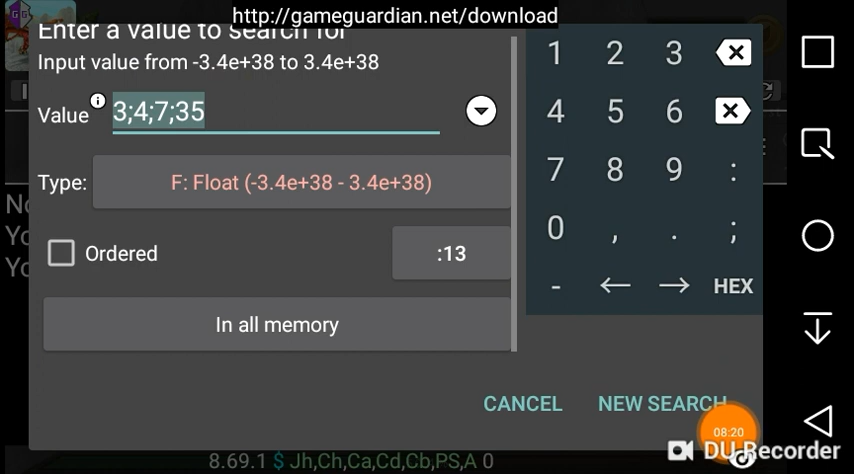 http://gameguardian.net/download
Enter a value to search for
Input value from -3.4e+38 to 3.4e+38
Value i 3;4;7;35
Type: F: Float (-3.4e+38 - 3.4e+38)
Ordered :13
In all memory
CANCEL NEW SEARCH
1 2 3
4 5 6
7 8 9 :
0 , . ;
- ← → HEX
No
Yo
Yo
08:20
DU Recorder
8.69.1 $ Jh,Ch,Ca,Cd,Cb,PS,A 0